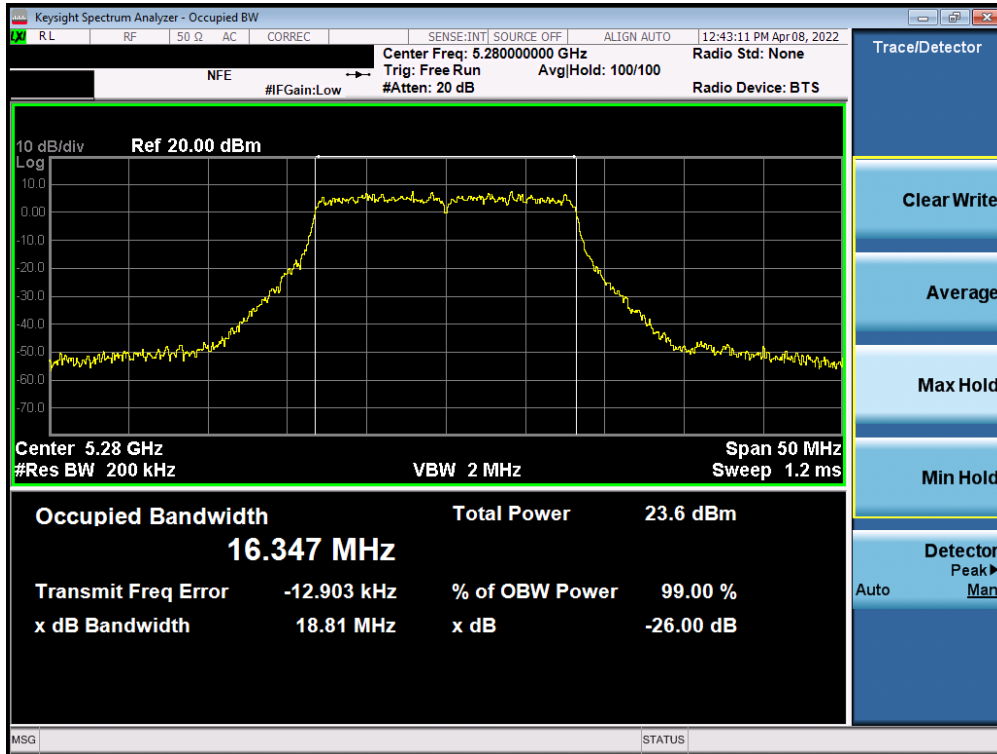 Keysight Spectrum Analyzer - Occupied BW
LXI RL RF 50 Ω AC CORREC SENSE:INT SOURCE OFF ALIGN AUTO 12:43:11 PM Apr 08, 2022
Center Freq: 5.280000000 GHz Radio Std: None
NFE Trig: Free Run Avg|Hold: 100/100
#IFGain:Low #Atten: 20 dB Radio Device: BTS
10 dB/div Ref 20.00 dBm
Log
10.0
0.00
-10.0
-20.0
-30.0
-40.0
-50.0
-60.0
-70.0
Center 5.28 GHz Span 50 MHz
#Res BW 200 kHz VBW 2 MHz Sweep 1.2 ms
Occupied Bandwidth Total Power 23.6 dBm
16.347 MHz
Transmit Freq Error -12.903 kHz % of OBW Power 99.00 %
x dB Bandwidth 18.81 MHz x dB -26.00 dB
MSG STATUS
Trace/Detector
Clear Write
Average
Max Hold
Min Hold
Detector
Peak▶
Auto Man